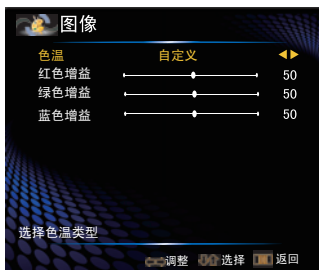 图像
色温 自定义
红色增益 50
绿色增益 50
蓝色增益 50
选择色温类型
调整 选择 返回